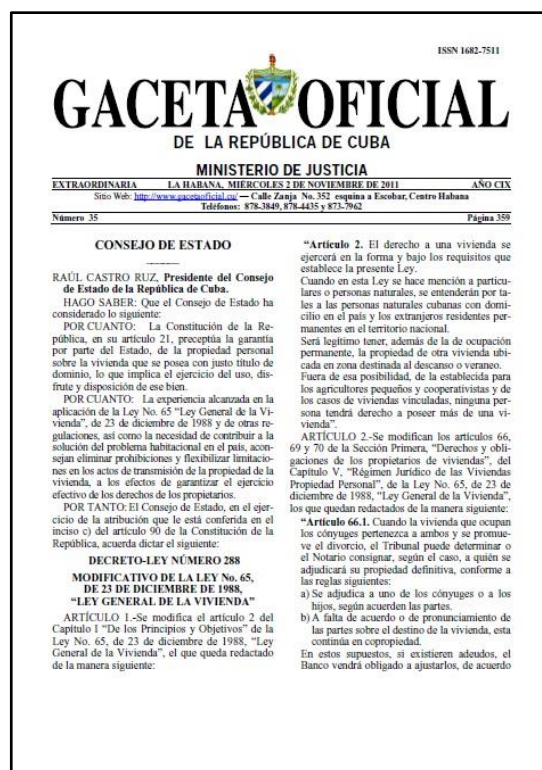 ISSN 1682-7511
GACETA OFICIAL
DE LA REPÚBLICA DE CUBA
MINISTERIO DE JUSTICIA
EXTRAORDINARIA LA HABANA, MIÉRCOLES 2 DE NOVIEMBRE DE 2011 AÑO CIX
Sitio Web: http://www.gacetaoficial.cu/ — Calle Zanja No. 352 esquina a Escobar, Centro Habana
Teléfonos: 878-3849, 878-4435 y 873-7962
Número 35 Página 359
CONSEJO DE ESTADO
RAÚL CASTRO RUZ, Presidente del Consejo
de Estado de la República de Cuba.
HAGO SABER: Que el Consejo de Estado ha
considerado lo siguiente:
POR CUANTO: La Constitución de la Re-
pública, en su artículo 21, preceptúa la garantía
por parte del Estado, de la propiedad personal
sobre la vivienda que se posea con justo título de
dominio, lo que implica el ejercicio del uso, dis-
frute y disposición de ese bien.
POR CUANTO: La experiencia alcanzada en la
aplicación de la Ley No. 65 “Ley General de la Vi-
vienda”, de 23 de diciembre de 1988 y de otras re-
gulaciones, así como la necesidad de contribuir a la
solución del problema habitacional en el país, acon-
sejan eliminar prohibiciones y flexibilizar limitacio-
nes en los actos de transmisión de la propiedad de la
vivienda, a los efectos de garantizar el ejercicio
efectivo de los derechos de los propietarios.
POR TANTO: El Consejo de Estado, en el ejer-
cicio de la atribución que le está conferida en el
inciso c) del artículo 90 de la Constitución de la
República, acuerda dictar el siguiente:
DECRETO-LEY NÚMERO 288
MODIFICATIVO DE LA LEY No. 65,
DE 23 DE DICIEMBRE DE 1988,
“LEY GENERAL DE LA VIVIENDA”
ARTÍCULO 1.-Se modifica el artículo 2 del
Capítulo I “De los Principios y Objetivos” de la
Ley No. 65, de 23 de diciembre de 1988, “Ley
General de la Vivienda”, el que queda redactado
de la manera siguiente:
“Artículo 2. El derecho a una vivienda se
ejercerá en la forma y bajo los requisitos que
establece la presente Ley.
Cuando en esta Ley se hace mención a particu-
lares o personas naturales, se entenderán por ta-
les a las personas naturales cubanas con domi-
cilio en el país y los extranjeros residentes per-
manentes en el territorio nacional.
Será legítimo tener, además de la de ocupación
permanente, la propiedad de otra vivienda ubi-
cada en zona destinada al descanso o veraneo.
Fuera de esa posibilidad, de la establecida para
los agricultores pequeños y cooperativistas y de
los casos de viviendas vinculadas, ninguna per-
sona tendrá derecho a poseer más de una vi-
vienda”.
ARTÍCULO 2.-Se modifican los artículos 66,
69 y 70 de la Sección Primera, “Derechos y obli-
gaciones de los propietarios de viviendas”, del
Capítulo V, “Régimen Jurídico de las Viviendas
Propiedad Personal”, de la Ley No. 65, de 23 de
diciembre de 1988, “Ley General de la Vivienda”,
los que quedan redactados de la manera siguiente:
“Artículo 66.1. Cuando la vivienda que ocupan
los cónyuges pertenezca a ambos y se promue-
ve el divorcio, el Tribunal puede determinar o
el Notario consignar, según el caso, a quién se
adjudicará su propiedad definitiva, conforme a
las reglas siguientes:
a) Se adjudica a uno de los cónyuges o a los
hijos, según acuerden las partes.
b) A falta de acuerdo o de pronunciamiento de
las partes sobre el destino de la vivienda, esta
continúa en copropiedad.
En estos supuestos, si existieren adeudos, el
Banco vendrá obligado a ajustarlos, de acuerdo